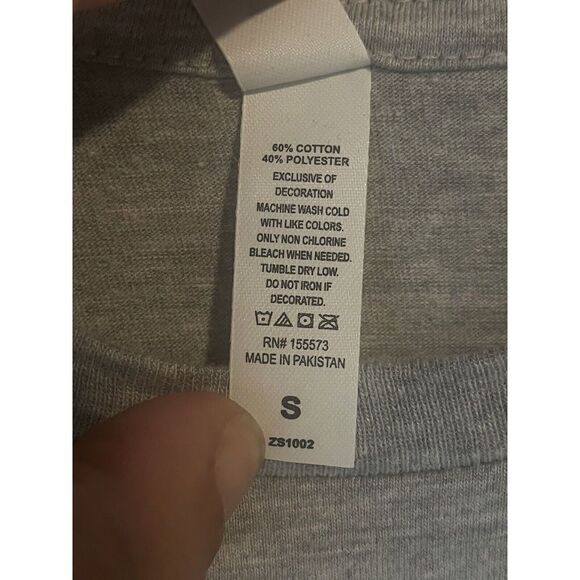 60% COTTON
40% POLYESTER
EXCLUSIVE OF
DECORATION
MACHINE WASH COLD
WITH LIKE COLORS.
ONLY NON CHLORINE
BLEACH WHEN NEEDED.
TUMBLE DRY LOW.
DO NOT IRON IF
DECORATED.
RN# 155573
MADE IN PAKISTAN
S
ZS1002